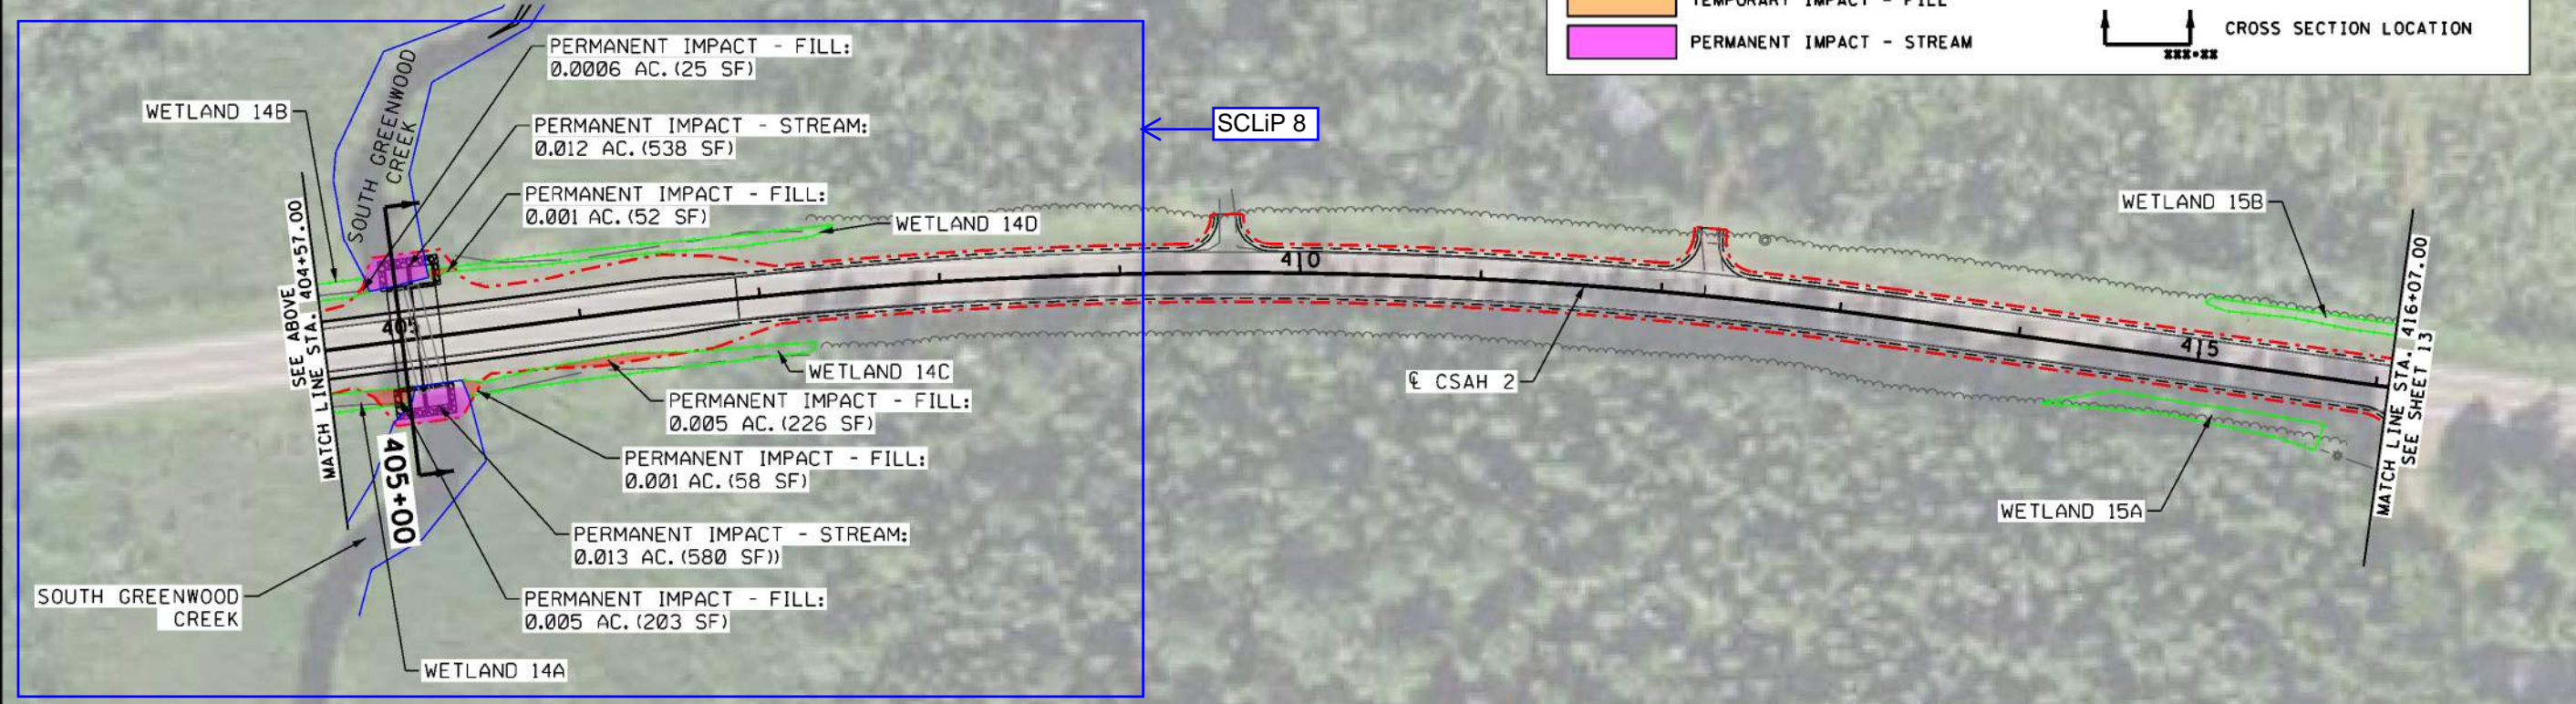 TEMPORARY IMPACT - FILL
PERMANENT IMPACT - STREAM
CROSS SECTION LOCATION
XXX+XX
PERMANENT IMPACT - FILL:
0.0006 AC. (25 SF)
WETLAND 14B
SOUTH GREENWOOD
CREEK
PERMANENT IMPACT - STREAM:
0.012 AC. (538 SF)
SCLiP 8
PERMANENT IMPACT - FILL:
0.001 AC. (52 SF)
WETLAND 14D
WETLAND 15B
SEE ABOVE
MATCH LINE STA. 404+57.00
405
410
415
MATCH LINE STA. 416+07.00
SEE SHEET 13
WETLAND 14C
℄ CSAH 2
PERMANENT IMPACT - FILL:
0.005 AC. (226 SF)
PERMANENT IMPACT - FILL:
0.001 AC. (58 SF)
405+00
WETLAND 15A
PERMANENT IMPACT - STREAM:
0.013 AC. (580 SF))
SOUTH GREENWOOD
CREEK
PERMANENT IMPACT - FILL:
0.005 AC. (203 SF)
WETLAND 14A